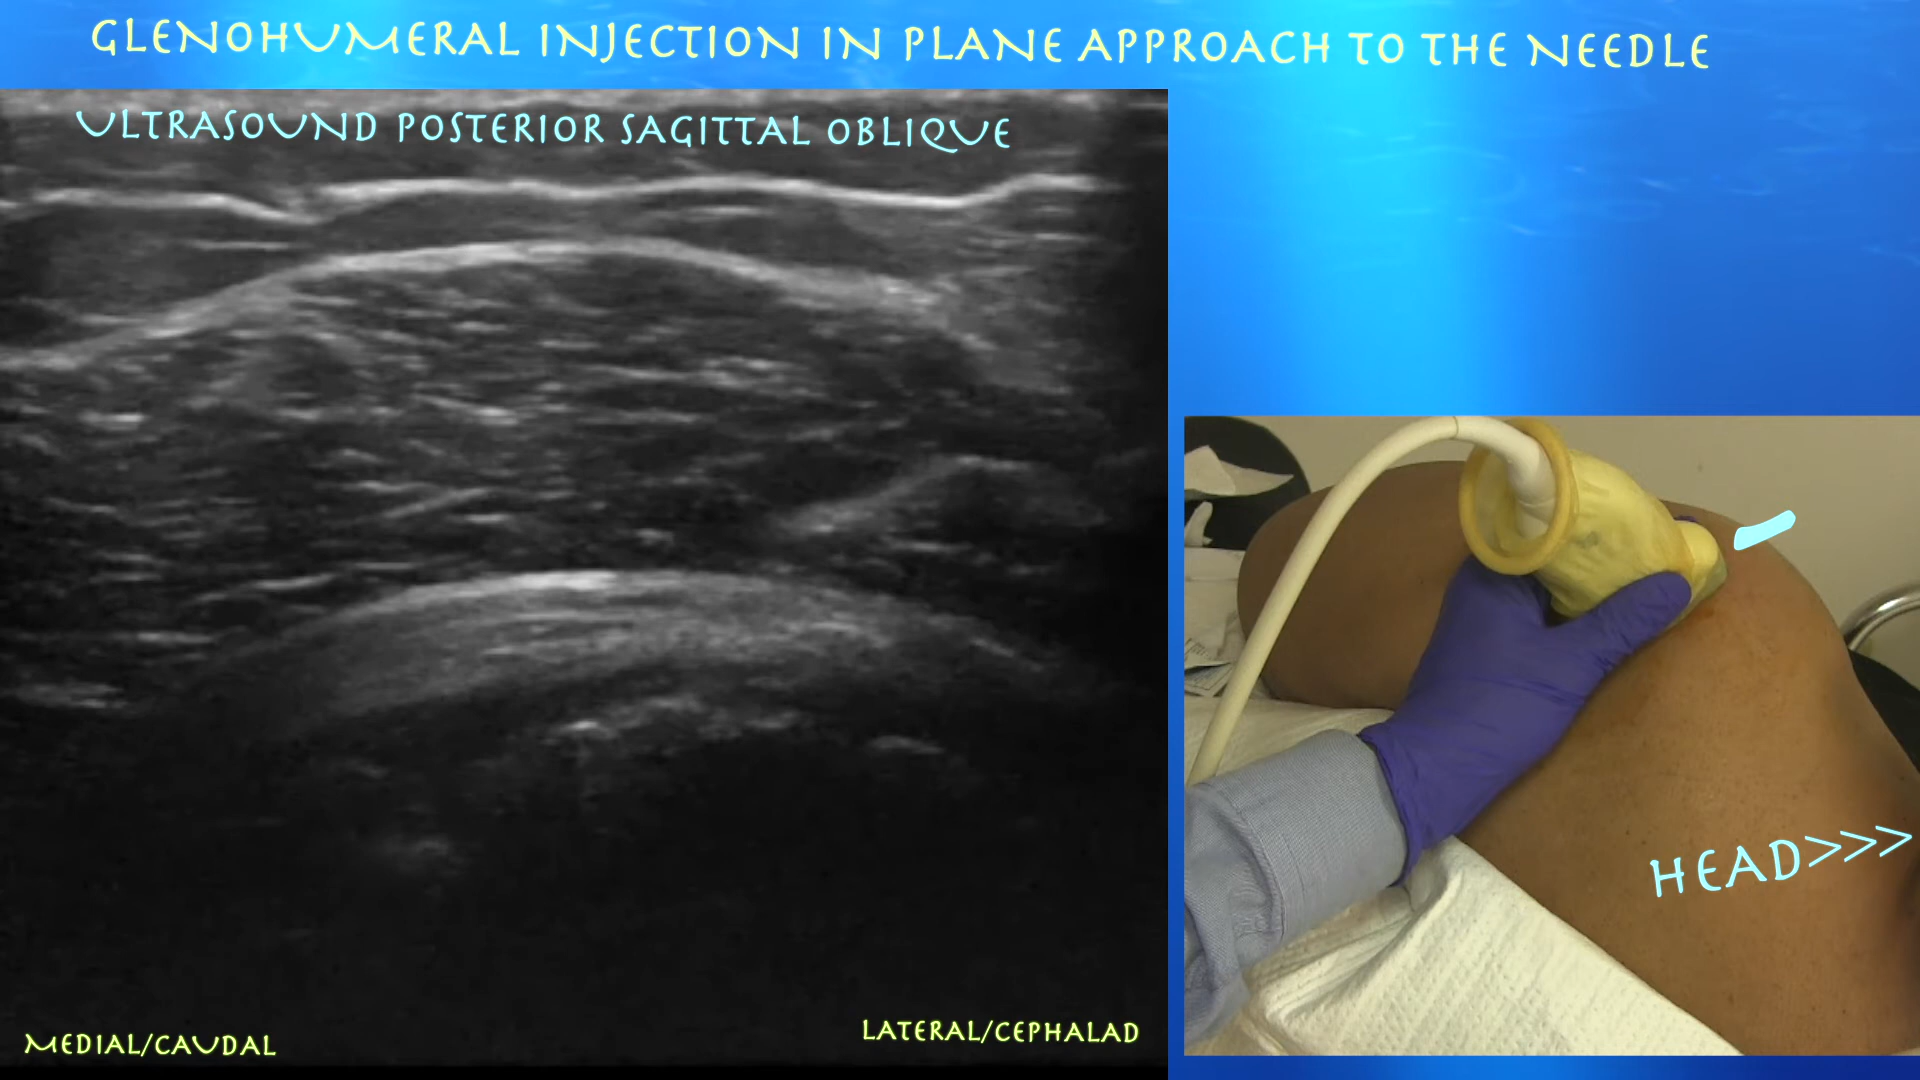 GLENOHUMERAL INJECTION IN PLANE APPROACH TO THE NEEDLE
ULTRASOUND POSTERIOR SAGITTAL OBLIQUE
HEAD>>>
MEDIAL/CAUDAL
LATERAL/CEPHALAD